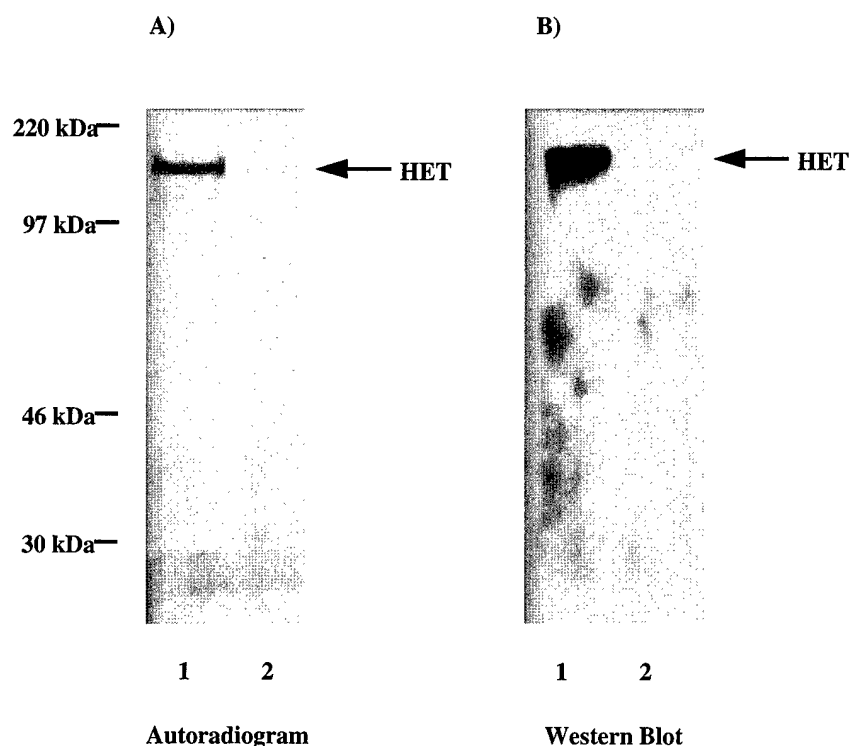 A)
B)
220 kDa
HET
HET
97 kDa
46 kDa
30 kDa
1 2
1 2
Autoradiogram
Western Blot